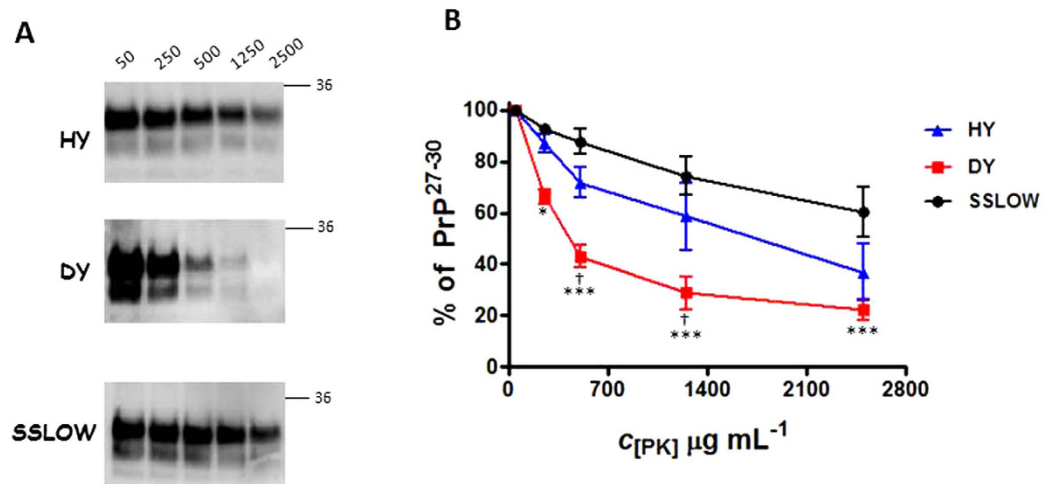 A
50 250 500 1250 2500
36
HY
36
DY
36
SSLOW
B
% of PrP27-30
100
80
60
40
20
0
*
†
***
†
***
***
0 700 1400 2100 2800
c[PK] μg mL-1
HY
DY
SSLOW